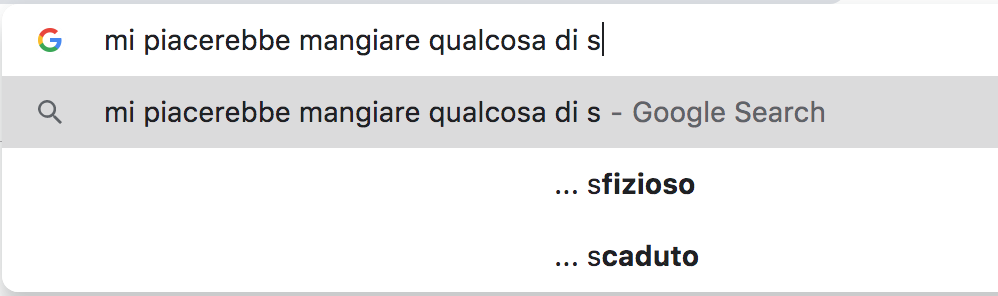 mi piacerebbe mangiare qualcosa di s
mi piacerebbe mangiare qualcosa di s - Google Search
... sfizioso
... scaduto